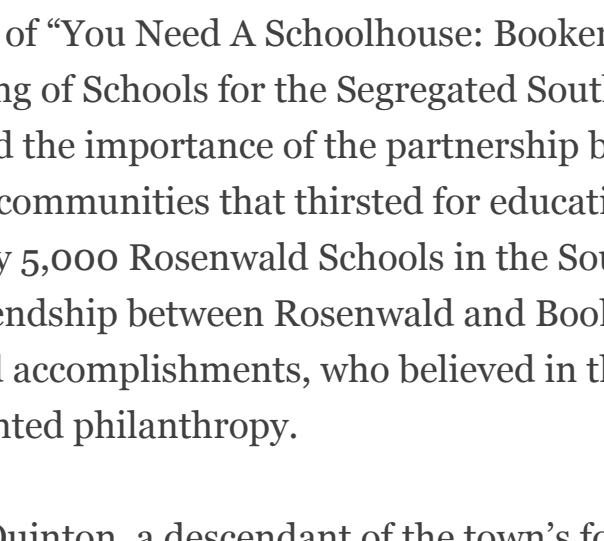 of “You Need A Schoolhouse: Booker
ng of Schools for the Segregated Sout
d the importance of the partnership b
communities that thirsted for educati
y 5,000 Rosenwald Schools in the Sou
endship between Rosenwald and Boo
l accomplishments, who believed in th
nted philanthropy.
Quinton, a descendant of the town’s fo